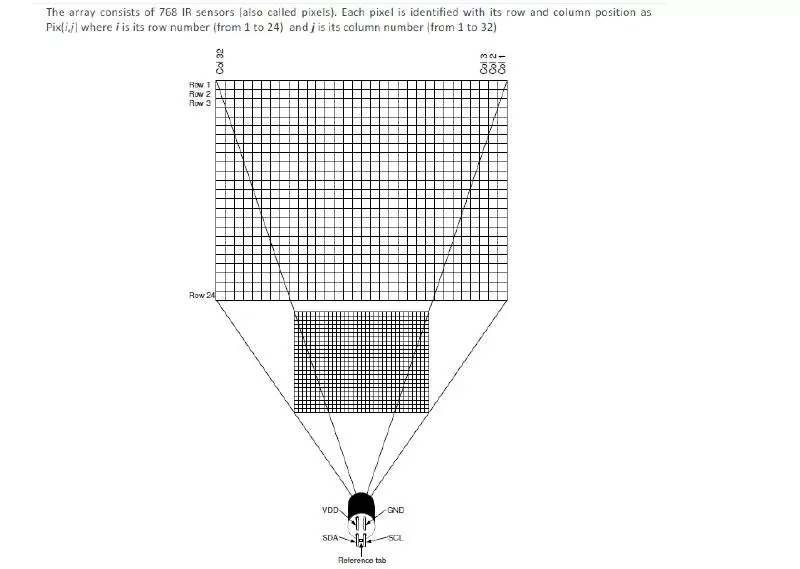 The array consists of 768 IR sensors (also called pixels). Each pixel is identified with its row and column position as
Pix(i,j) where i is its row number (from 1 to 24) and j is its column number (from 1 to 32)
Col 32
Col 3
Col 2
Col 1
Row 1
Row 2
Row 3
Row 24
VDD
GND
SDA
SCL
Reference tab